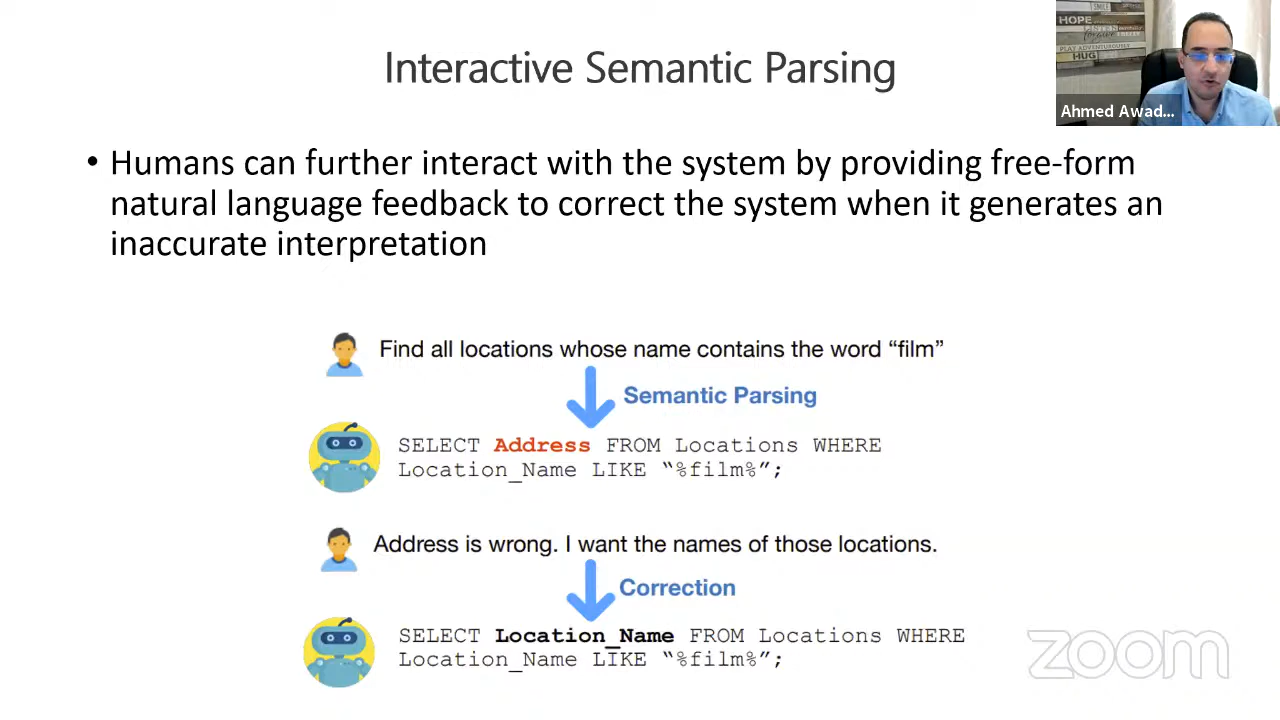 Interactive Semantic Parsing
HOPE
HUG
Ahmed Awad...
• Humans can further interact with the system by providing free-form
natural language feedback to correct the system when it generates an
inaccurate interpretation
Find all locations whose name contains the word “film”
Semantic Parsing
SELECT Address FROM Locations WHERE
Location_Name LIKE “%film%”;
Address is wrong. I want the names of those locations.
Correction
SELECT Location_Name FROM Locations WHERE
Location_Name LIKE “%film%”;
zoom